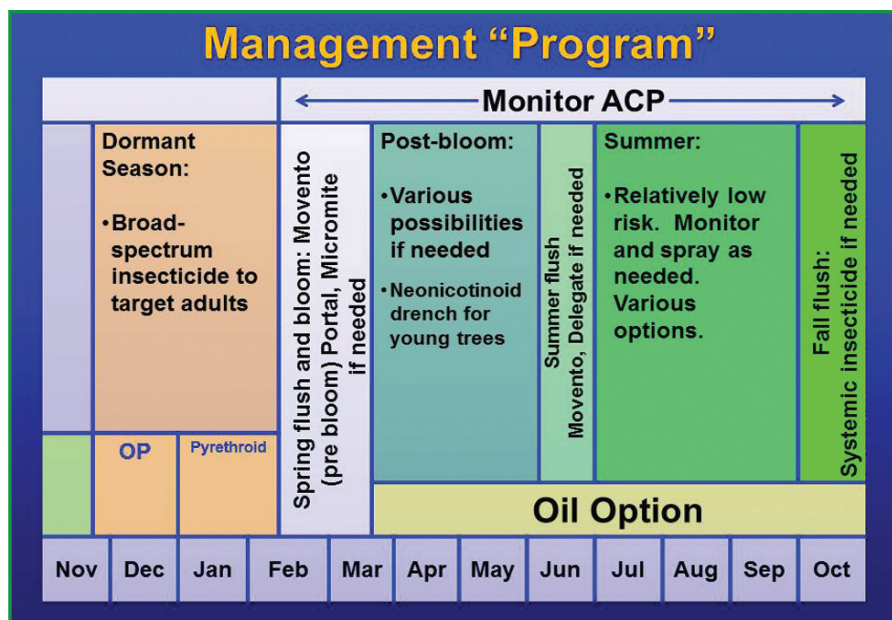 Management “Program”
Monitor ACP
Dormant
Season:
•Broad-
spectrum
insecticide to
target adults
OP
Pyrethroid
Spring flush and bloom: Movento
(pre bloom) Portal, Micromite
if needed
Post-bloom:
•Various
possibilities
if needed
•Neonicotinoid
drench for
young trees
Summer flush
Movento, Delegate if needed
Summer:
•Relatively low
risk. Monitor
and spray as
needed.
Various
options.
Fall flush:
Systemic insecticide if needed
Oil Option
Nov Dec Jan Feb Mar Apr May Jun Jul Aug Sep Oct